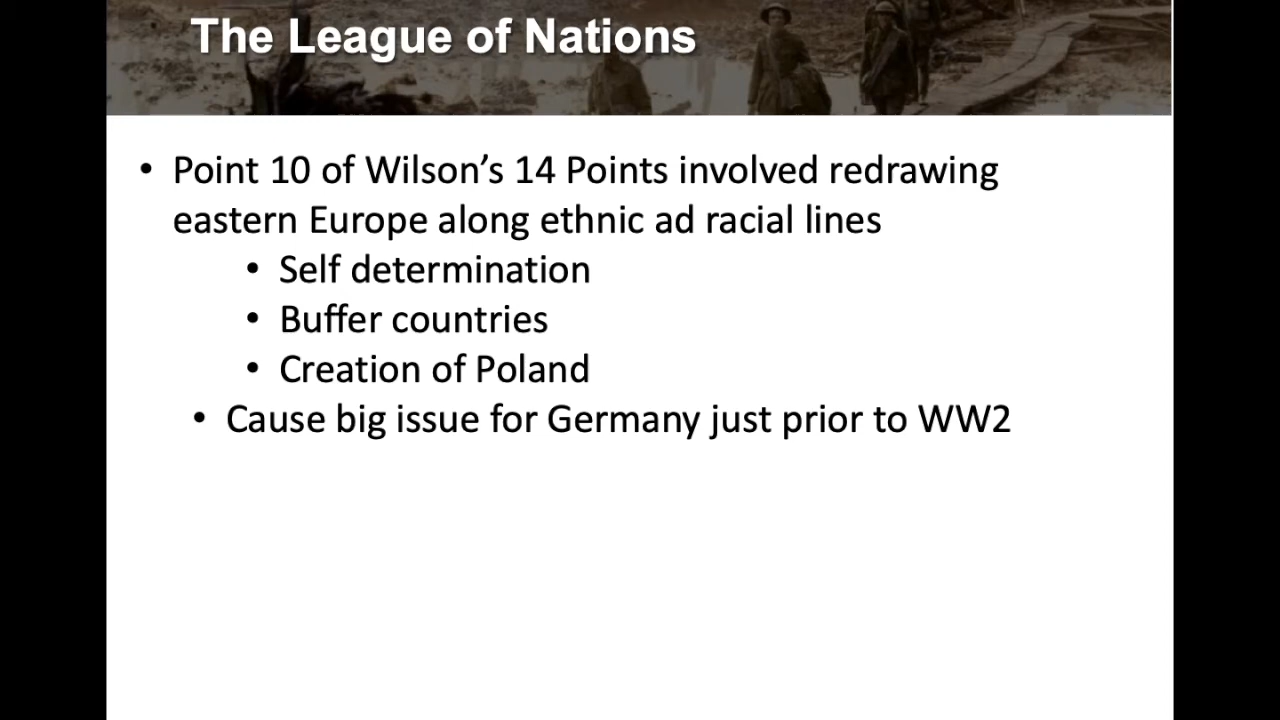 The League of Nations
• Point 10 of Wilson’s 14 Points involved redrawing
eastern Europe along ethnic ad racial lines
• Self determination
• Buffer countries
• Creation of Poland
• Cause big issue for Germany just prior to WW2